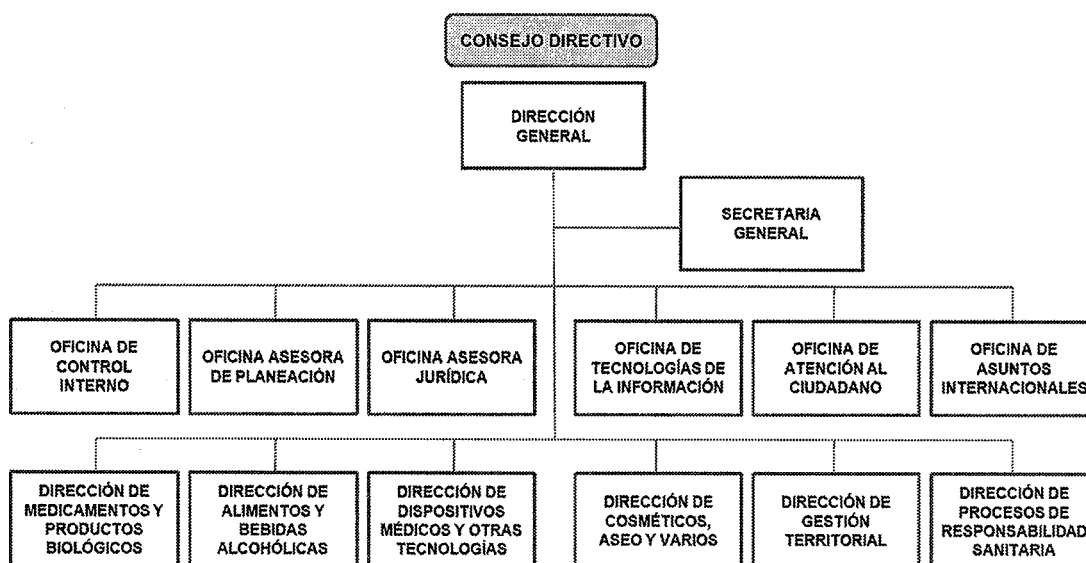 CONSEJO DIRECTIVO
DIRECCIÓN
GENERAL
SECRETARIA
GENERAL
OFICINA DE
CONTROL
INTERNO
OFICINA ASESORA
DE PLANEACIÓN
OFICINA ASESORA
JURÍDICA
OFICINA DE
TECNOLOGÍAS DE
LA INFORMACIÓN
OFICINA DE
ATENCIÓN AL
CIUDADANO
OFICINA DE
ASUNTOS
INTERNACIONALES
DIRECCIÓN DE
MEDICAMENTOS Y
PRODUCTOS
BIOLÓGICOS
DIRECCIÓN DE
ALIMENTOS Y
BEBIDAS
ALCOHÓLICAS
DIRECCIÓN DE
DISPOSITIVOS
MÉDICOS Y OTRAS
TECNOLOGÍAS
DIRECCIÓN DE
COSMÉTICOS,
ASEO Y VARIOS
DIRECCIÓN DE
GESTIÓN
TERRITORIAL
DIRECCIÓN DE
PROCESOS DE
RESPONSABILIDAD
SANITARIA